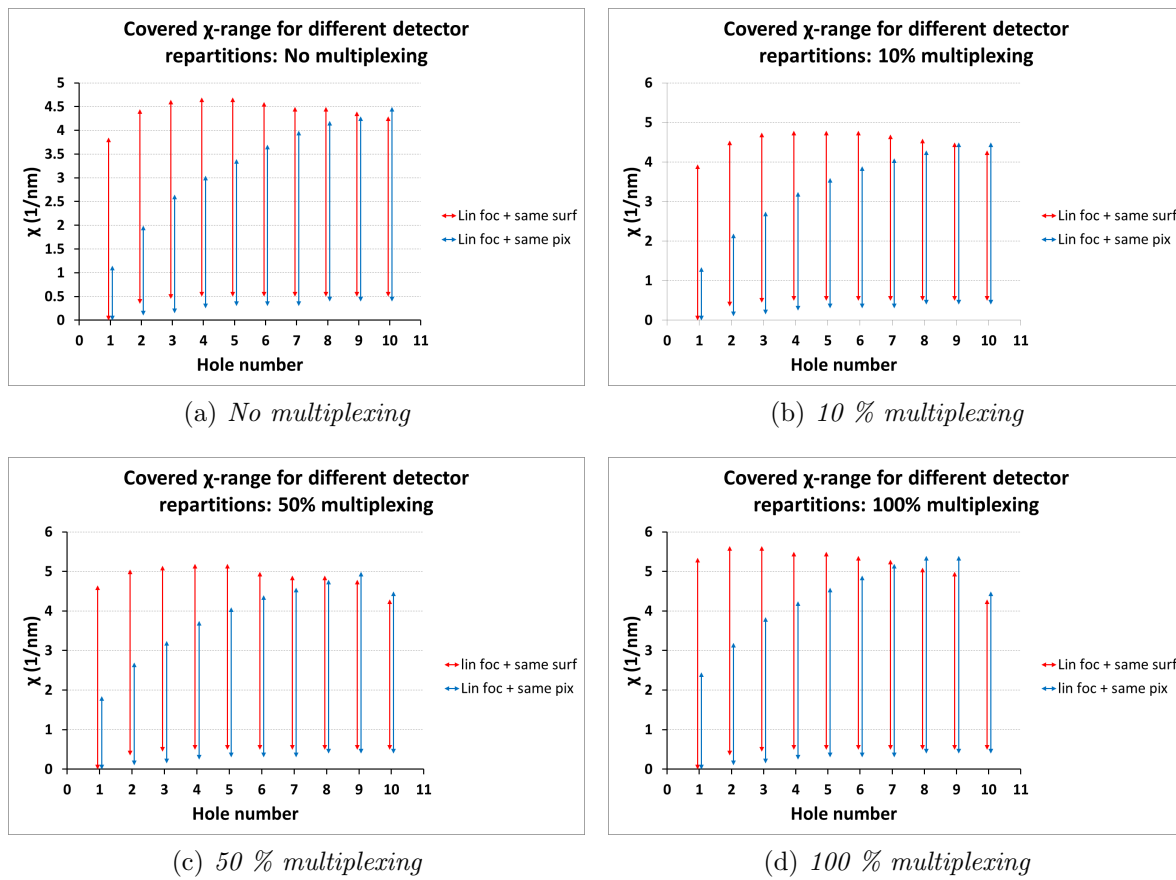 Covered χ-range for different detector
repartitions: No multiplexing
5
4.5
4
3.5
3
2.5
2
1.5
1
0.5
0
χ (1/nm)
0 1 2 3 4 5 6 7 8 9 10 11
Hole number
Lin foc + same surf
Lin foc + same pix
(a) No multiplexing
Covered χ-range for different detector
repartitions: 10% multiplexing
6
5
4
3
2
1
0
χ (1/nm)
0 1 2 3 4 5 6 7 8 9 10 11
Hole number
Lin foc + same surf
Lin foc + same pix
(b) 10 % multiplexing
Covered χ-range for different detector
repartitions: 50% multiplexing
6
5
4
3
2
1
0
χ (1/nm)
0 1 2 3 4 5 6 7 8 9 10 11
Hole number
lin foc + same surf
Lin foc + same pix
(c) 50 % multiplexing
Covered χ-range for different detector
repartitions: 100% multiplexing
6
5
4
3
2
1
0
χ (1/nm)
0 1 2 3 4 5 6 7 8 9 10 11
Hole number
Lin foc + same surf
lin foc + same pix
(d) 100 % multiplexing